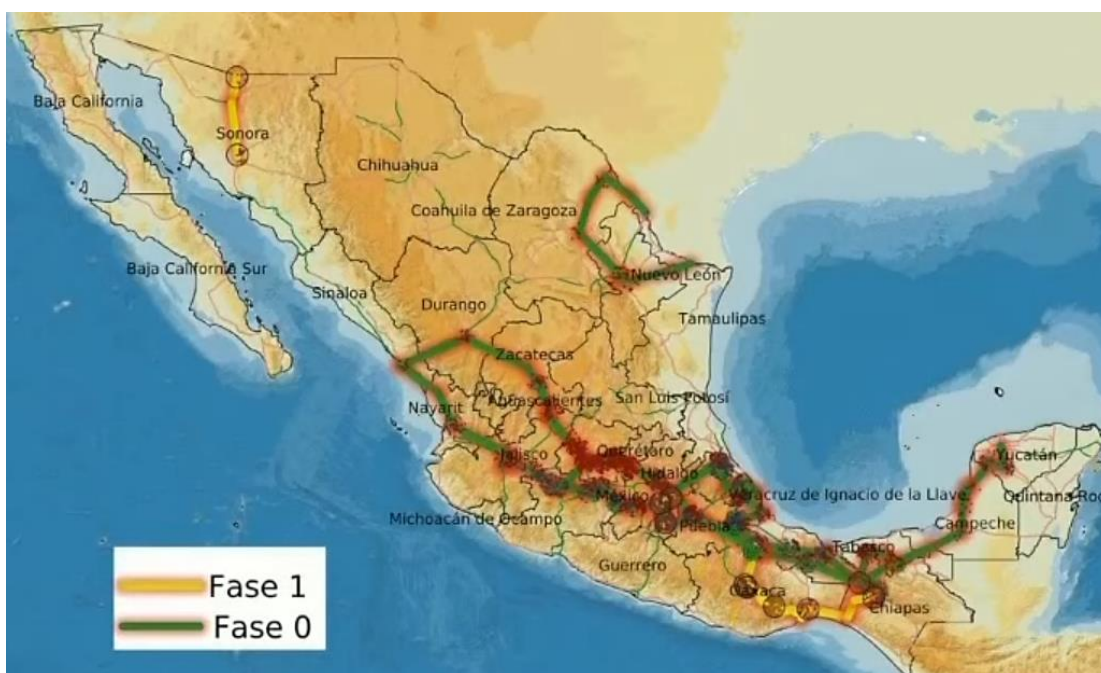 Baja California
Sonora
Chihuahua
Coahuila de Zaragoza
Baja California Sur
Nuevo León
Sinaloa
Durango
Tamaulipas
Zacatecas
San Luis Potosí
Aguascalientes
Nayarit
Jalisco
Querétaro
Yucatán
Hidalgo
México
Veracruz de Ignacio de la Llave
Quintana Roo
Michoacán de Ocampo
Puebla
Campeche
Tabasco
Guerrero
Oaxaca
Chiapas
Fase 1
Fase 0